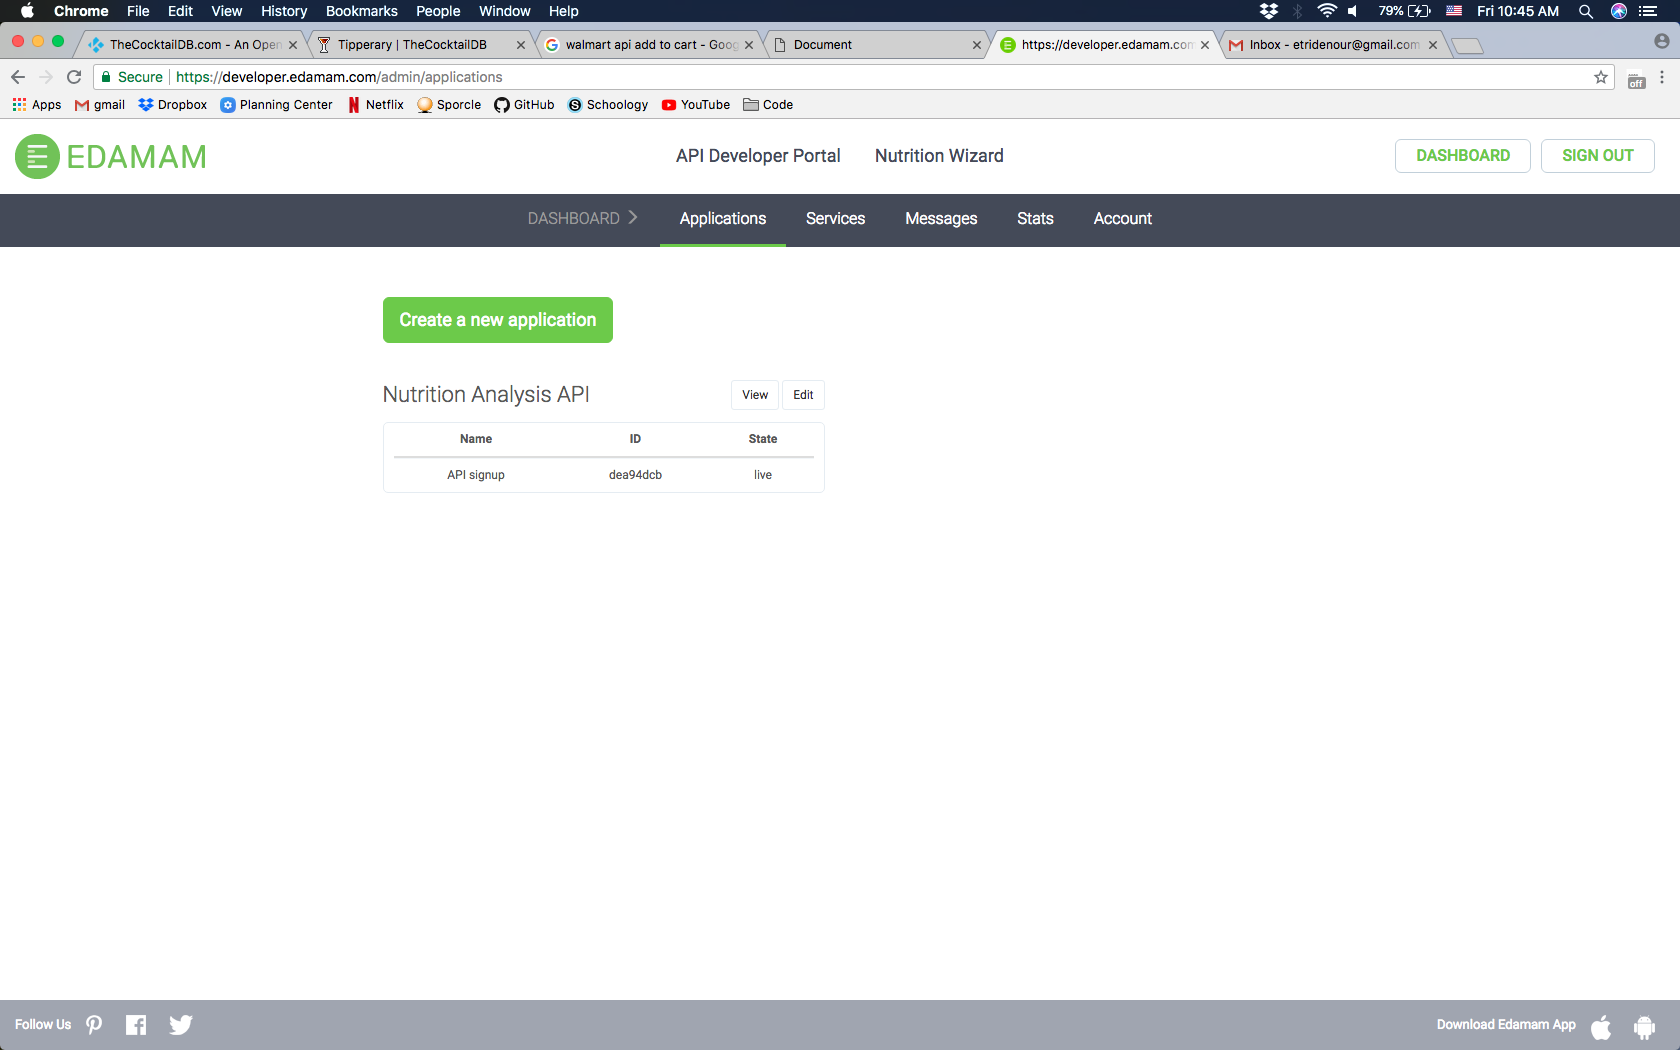 Chrome File Edit View History Bookmarks People Window Help 79% Fri 10:45 AM
TheCocktailDB.com - An Open Tipperary | TheCocktailDB walmart api add to cart - Goog Document https://developer.edamam.com Inbox - etridenour@gmail.com
Secure https://developer.edamam.com/admin/applications off
Apps gmail Dropbox Planning Center Netflix Sporcle GitHub Schoology YouTube Code
EDAMAM API Developer Portal Nutrition Wizard DASHBOARD SIGN OUT
DASHBOARD Applications Services Messages Stats Account
Create a new application
Nutrition Analysis API View Edit
Name ID State
API signup dea94dcb live
Follow Us Download Edamam App